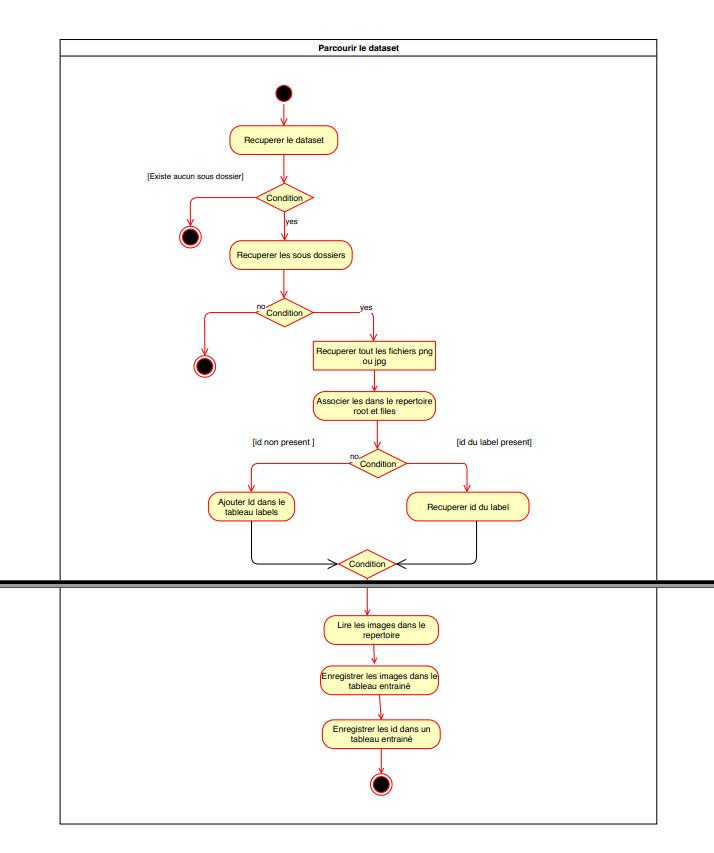 Parcourir le dataset
Recuperer le dataset
[Existe aucun sous dossier]
Condition
yes
Recuperer les sous dossiers
no
Condition
yes
Recuperer tout les fichiers png
ou jpg
Associer les dans le repertoire
root et files
[id non present ]
[id du label present]
no
Condition
Ajouter Id dans le
tableau labels
Recuperer id du label
Condition
Lire les images dans le
repertoire
Enregistrer les images dans le
tableau entrainé
Enregistrer les id dans un
tableau entrainé